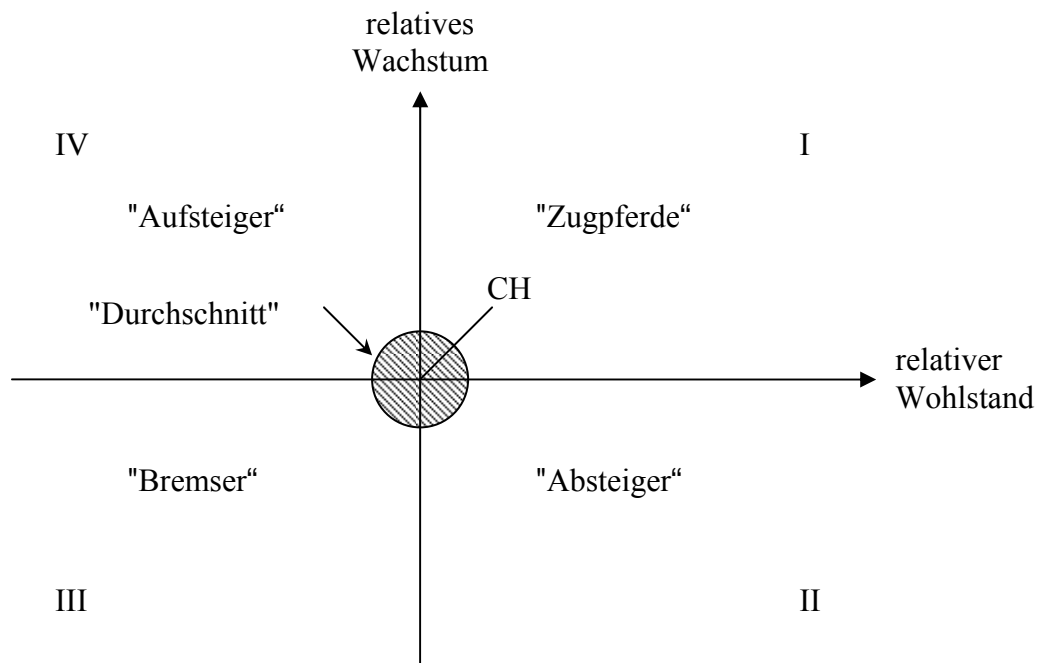 relatives
Wachstum
IV
I
"Aufsteiger“
"Zugpferde“
CH
"Durchschnitt"
relativer
Wohlstand
"Bremser“
"Absteiger“
III
II